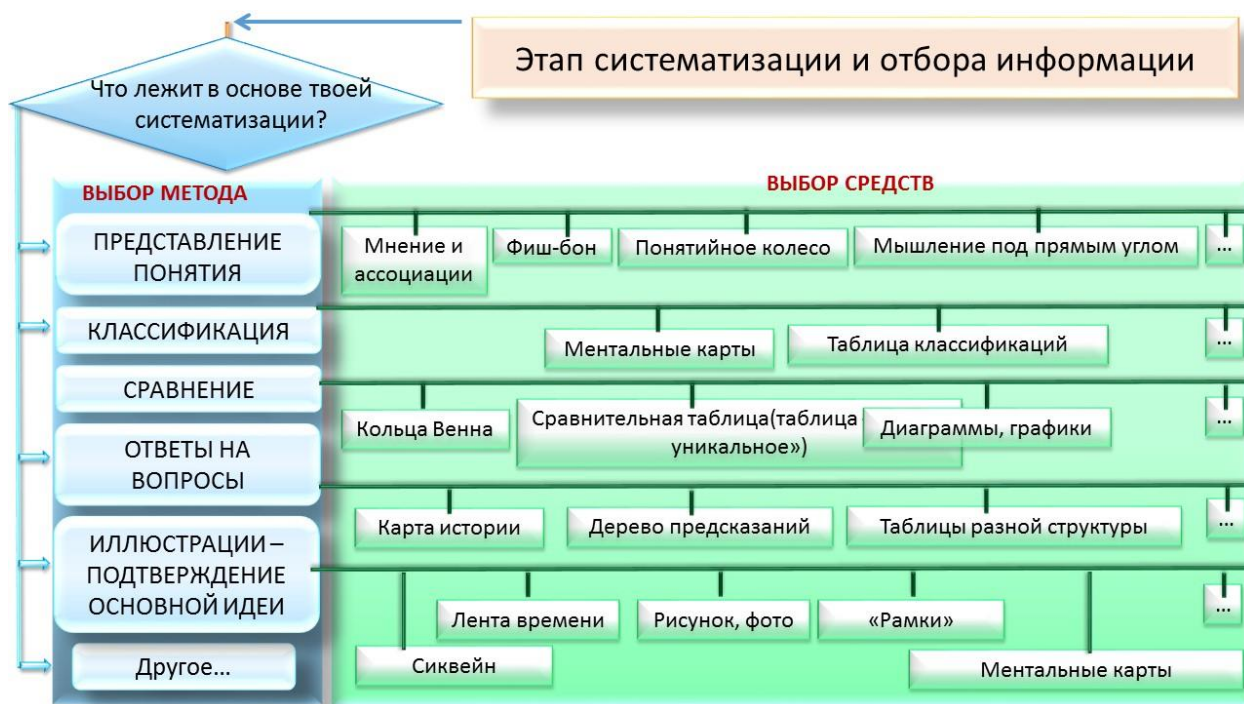 Этап систематизации и отбора информации
Что лежит в основе твоей
систематизации?
ВЫБОР МЕТОДА
ВЫБОР СРЕДСТВ
ПРЕДСТАВЛЕНИЕ
ПОНЯТИЯ
Мнение и
ассоциации
Фиш-бон
Понятийное колесо
Мышление под прямым углом
...
КЛАССИФИКАЦИЯ
Ментальные карты
Таблица классификаций
...
СРАВНЕНИЕ
Кольца Венна
Сравнительная таблица(таблица
уникальное»)
Диаграммы, графики
...
ОТВЕТЫ НА
ВОПРОСЫ
Карта истории
Дерево предсказаний
Таблицы разной структуры
...
ИЛЛЮСТРАЦИИ –
ПОДТВЕРЖДЕНИЕ
ОСНОВНОЙ ИДЕИ
Лента времени
Рисунок, фото
«Рамки»
...
Сиквейн
Ментальные карты
Другое...